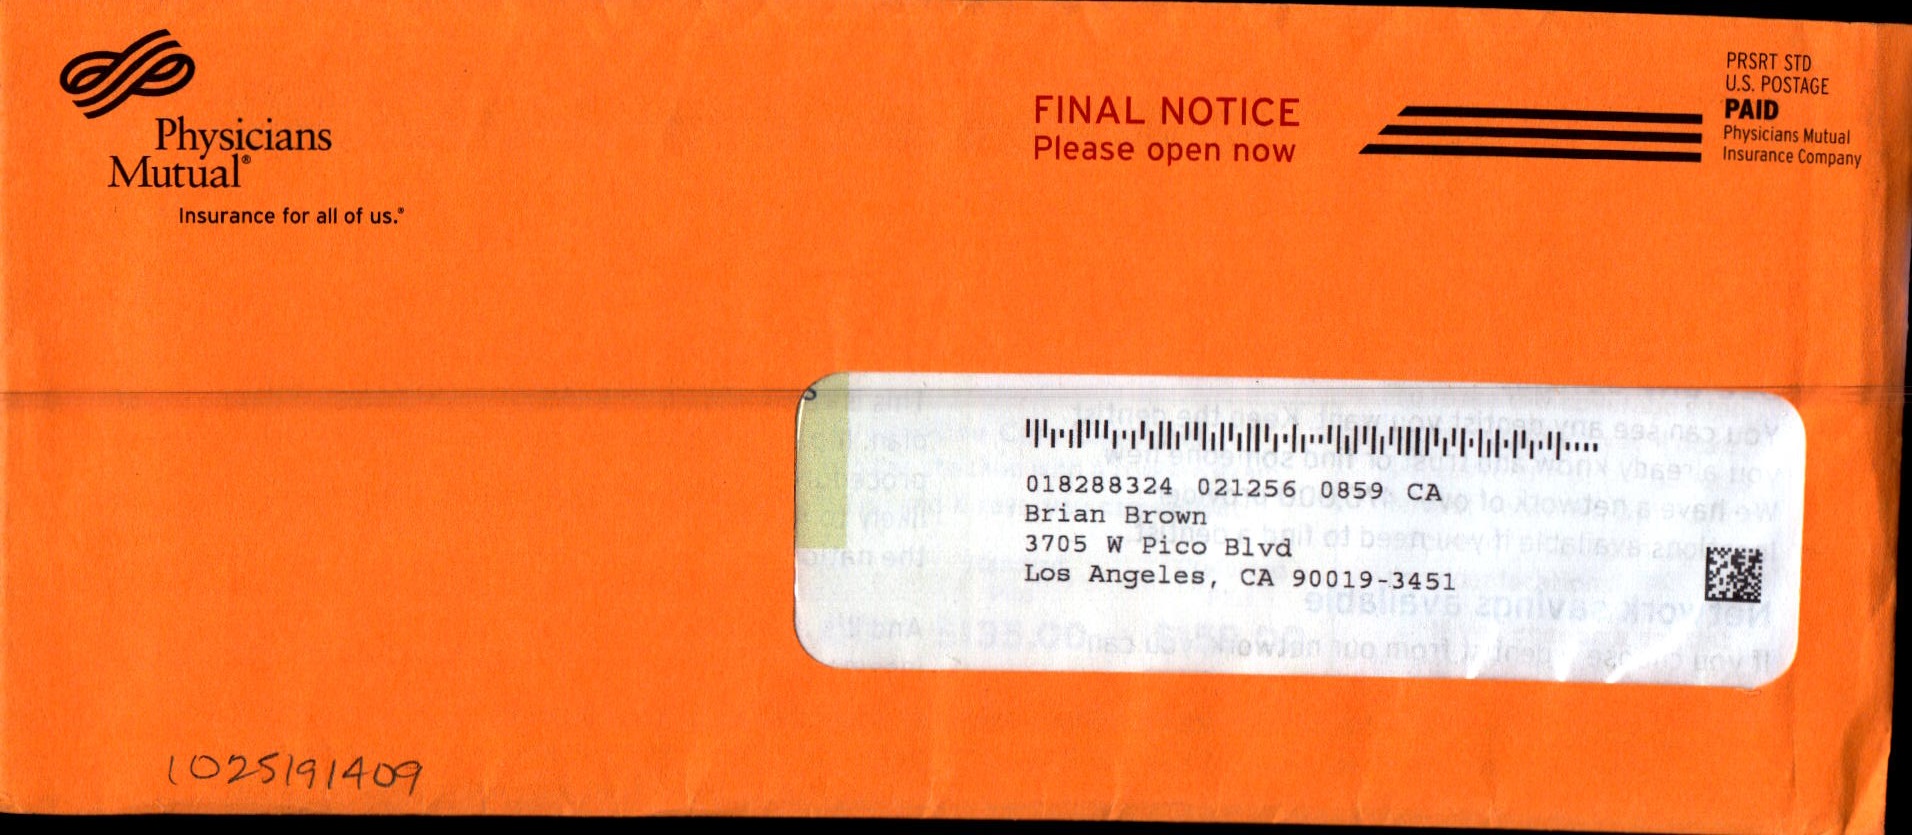 Physicians
Mutual®
Insurance for all of us.®
FINAL NOTICE
Please open now
PRSRT STD
U.S. POSTAGE
PAID
Physicians Mutual
Insurance Company
018288324 021256 0859 CA
Brian Brown
3705 W Pico Blvd
Los Angeles, CA 90019-3451
1025191409